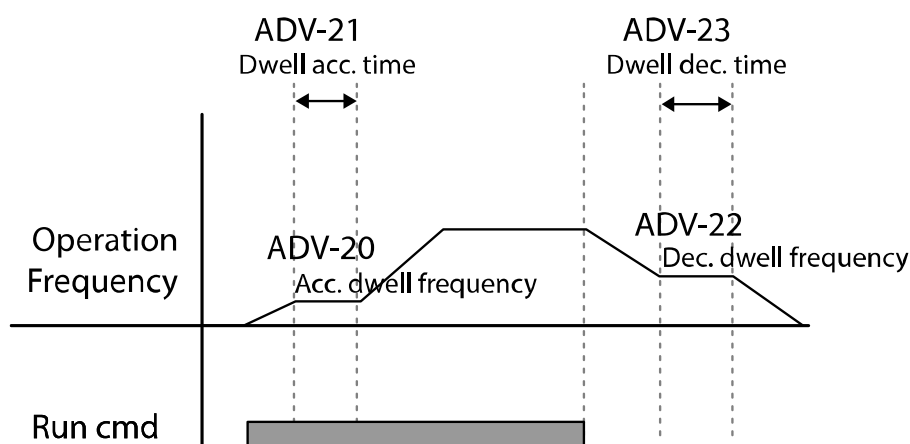 ADV-21
Dwell acc. time
ADV-23
Dwell dec. time
Operation
Frequency
ADV-20
Acc. dwell frequency
ADV-22
Dec. dwell frequency
Run cmd